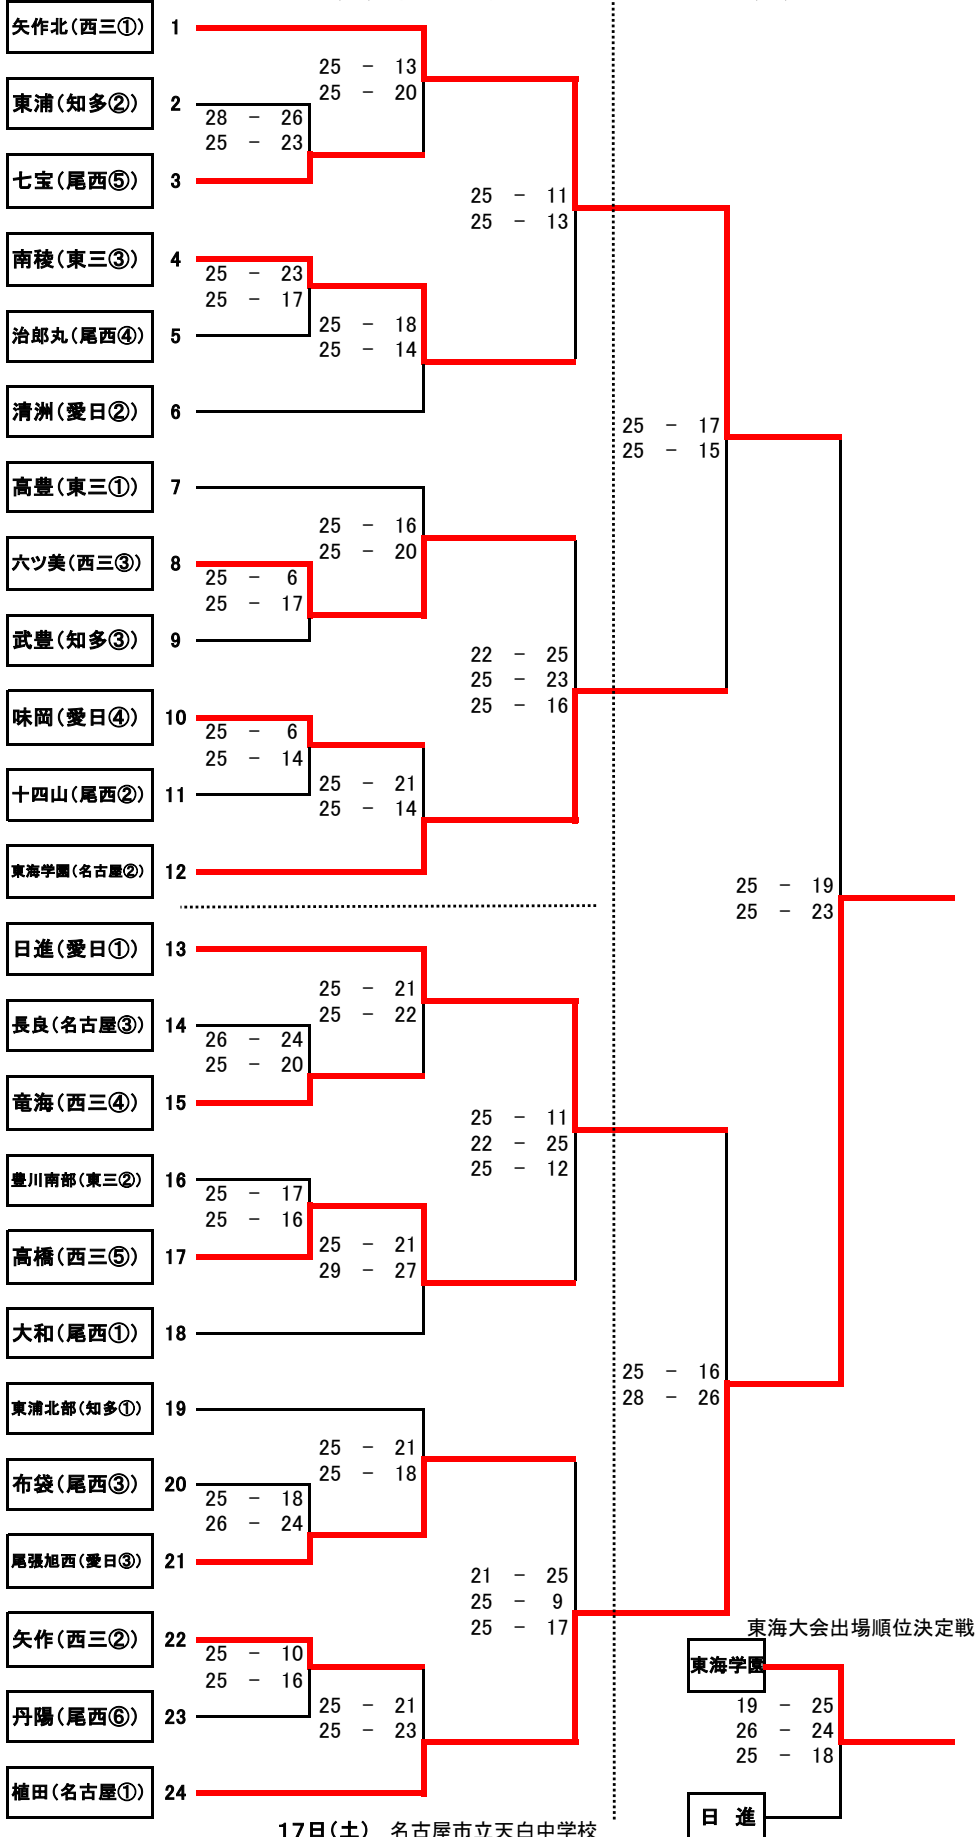 矢作北(西三①) 1
25 － 13
25 － 20
東浦(知多②) 2
28 － 26
25 － 23
七宝(尾西⑤) 3
25 － 11
25 － 13
南稜(東三③) 4
25 － 23
25 － 17
治郎丸(尾西④) 5
25 － 18
25 － 14
清洲(愛日②) 6
25 － 17
25 － 15
高豊(東三①) 7
25 － 16
25 － 20
六ツ美(西三③) 8
25 － 6
25 － 17
武豊(知多③) 9
22 － 25
25 － 23
25 － 16
味岡(愛日④) 10
25 － 6
25 － 14
十四山(尾西②) 11
25 － 21
25 － 14
東海学園(名古屋②) 12
25 － 19
25 － 23
日進(愛日①) 13
25 － 21
25 － 22
長良(名古屋③) 14
26 － 24
25 － 20
竜海(西三④) 15
25 － 11
22 － 25
25 － 12
豊川南部(東三②) 16
25 － 17
25 － 16
高橋(西三⑤) 17
25 － 21
29 － 27
大和(尾西①) 18
25 － 16
28 － 26
東浦北部(知多①) 19
25 － 21
25 － 18
布袋(尾西③) 20
25 － 18
26 － 24
尾張旭西(愛日③) 21
21 － 25
25 － 9
25 － 17
矢作(西三②) 22
25 － 10
25 － 16
丹陽(尾西⑥) 23
25 － 21
25 － 23
植田(名古屋①) 24
東海大会出場順位決定戦
東海学園
19 － 25
26 － 24
25 － 18
日 進
17日(土) 名古屋市立天白中学校